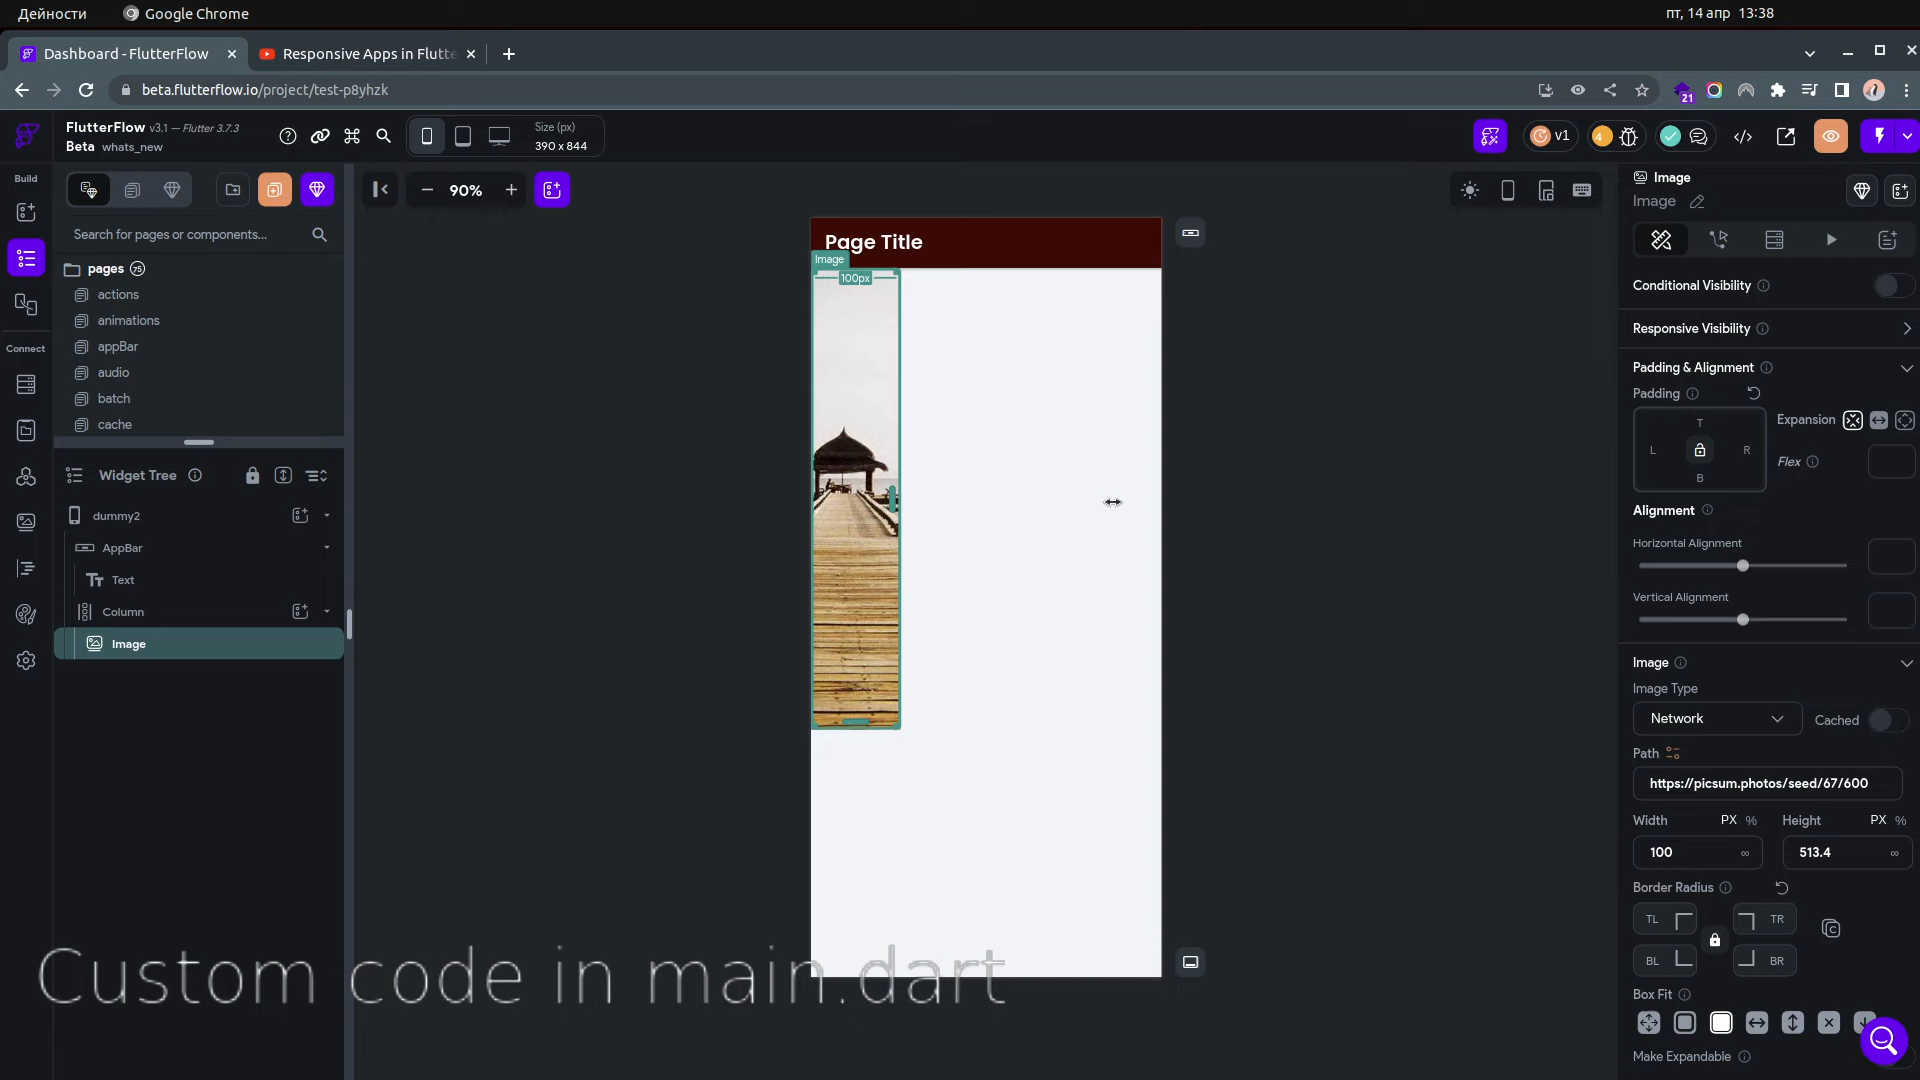 Дейности
Google Chrome
пт, 14 апр 13:38
Dashboard - FlutterFlow
Responsive Apps in Flutte
beta.flutterflow.io/project/test-p8yhzk
21
FlutterFlow v3.1 — Flutter 3.7.3
Beta whats_new
Size (px)
390 x 844
v1
4
Build
Connect
90%
Search for pages or components...
pages 75
actions
animations
appBar
audio
batch
cache
Widget Tree
dummy2
AppBar
Text
Column
Image
Page Title
Image
100px
Image
Image
Conditional Visibility
Responsive Visibility
Padding & Alignment
Padding
Expansion
T
L
R
B
Flex
Alignment
Horizontal Alignment
Vertical Alignment
Image
Image Type
Network
Cached
Path
https://picsum.photos/seed/67/600
Width PX %
Height PX %
100 ∞
513.4 ∞
Border Radius
TL
TR
BL
BR
Box Fit
Make Expandable
Custom code in main.dart